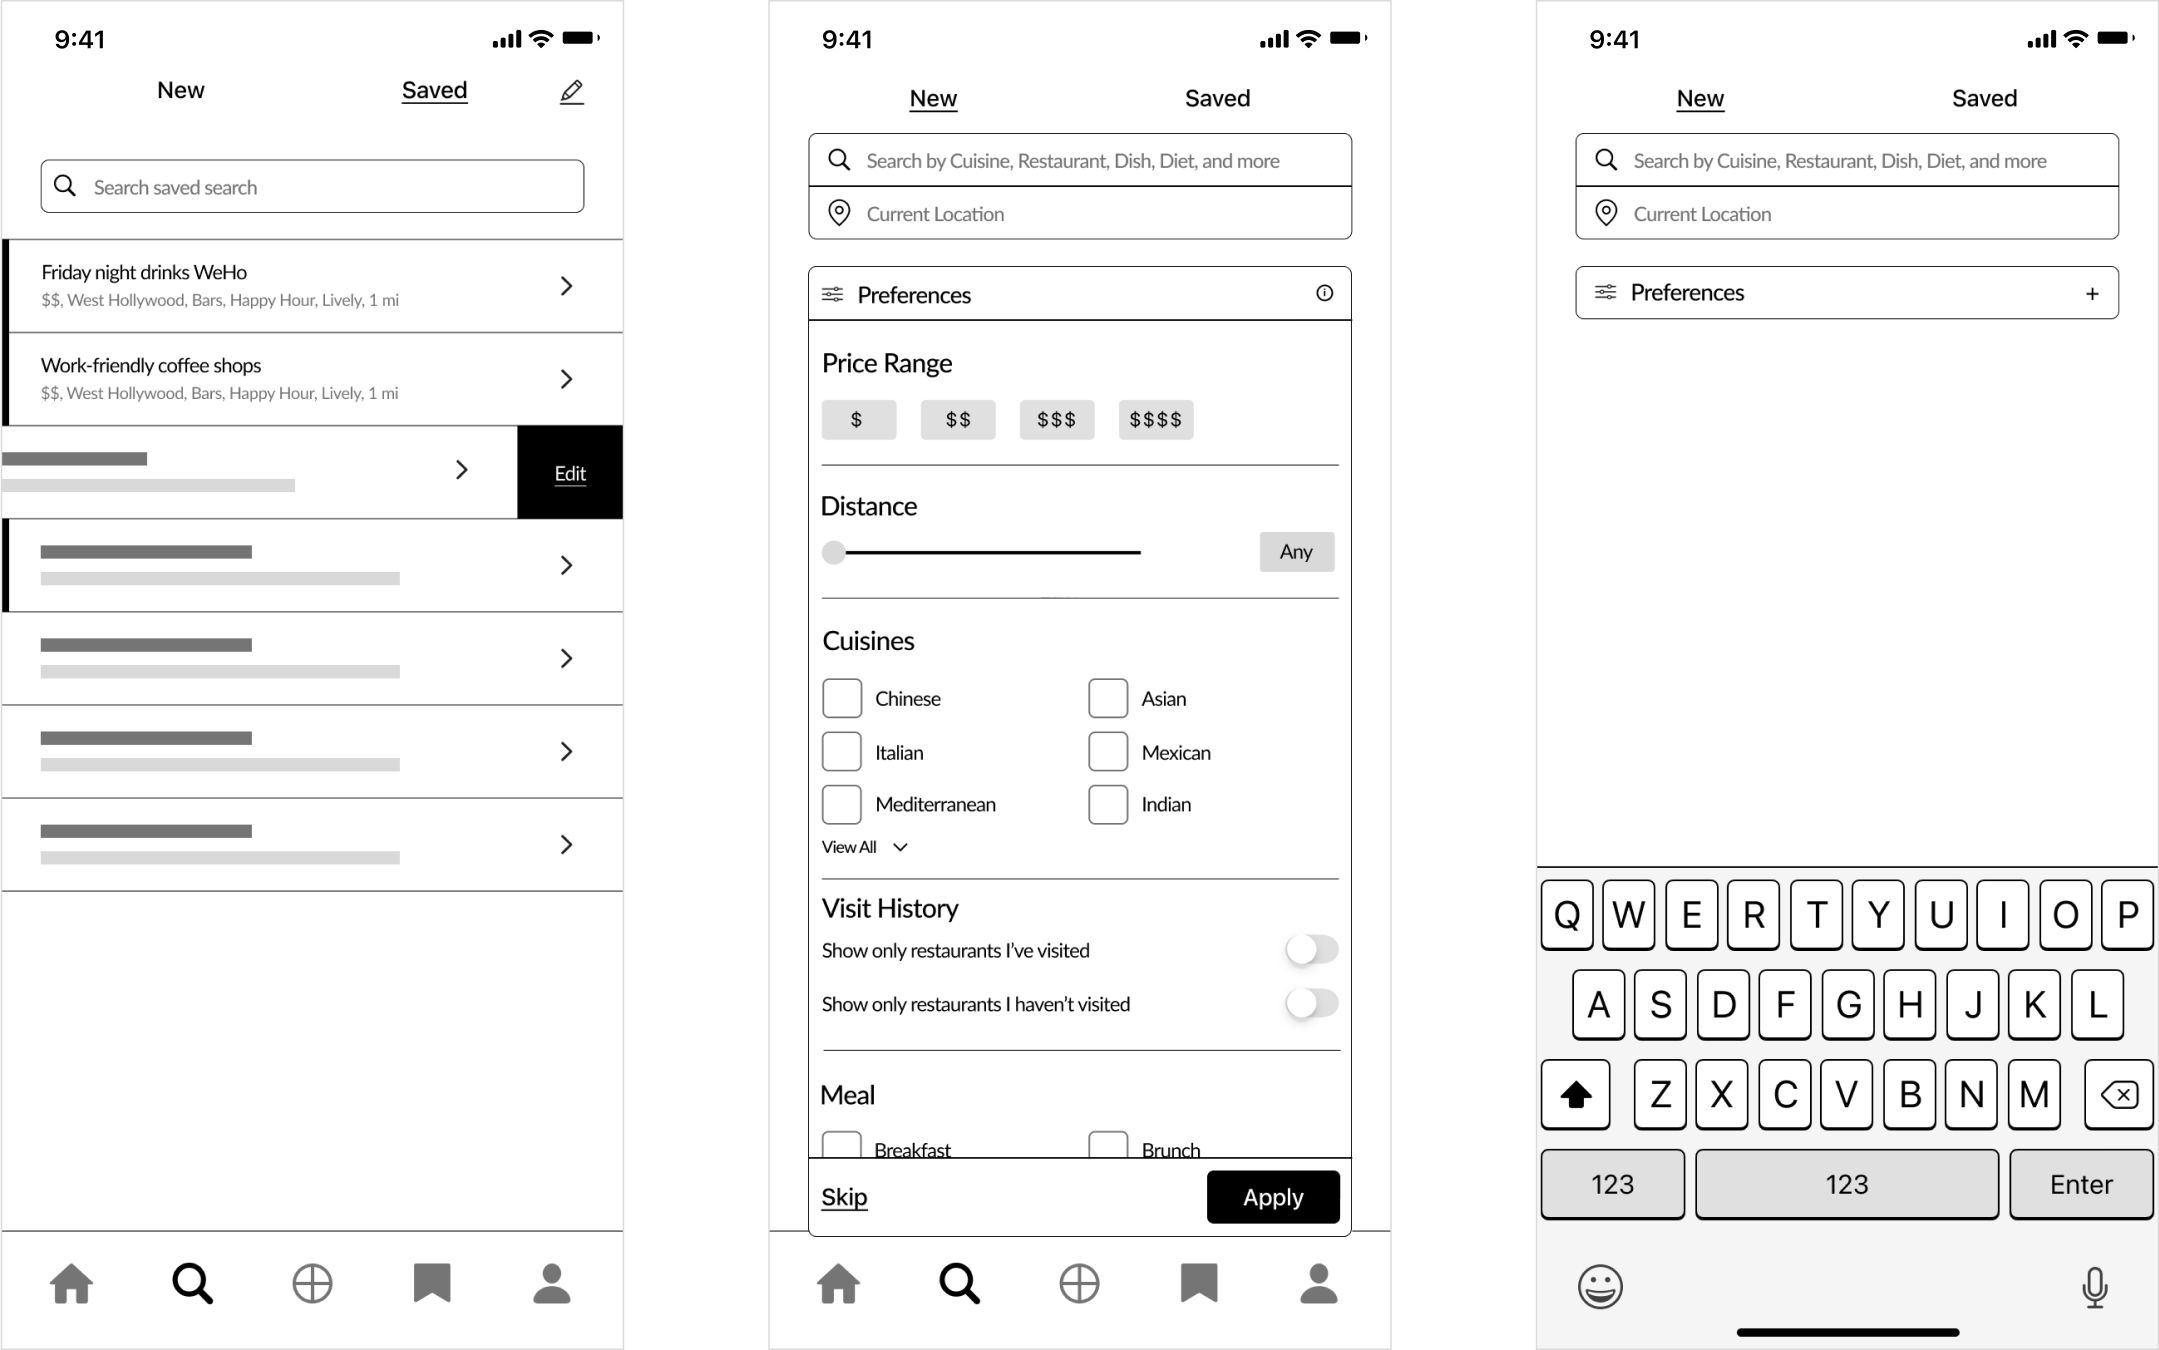 9:41
New Saved
Search saved search
Friday night drinks WeHo
$$, West Hollywood, Bars, Happy Hour, Lively, 1 mi
Work-friendly coffee shops
$$, West Hollywood, Bars, Happy Hour, Lively, 1 mi
Edit
9:41
New Saved
Search by Cuisine, Restaurant, Dish, Diet, and more
Current Location
Preferences
Price Range
$ $$ $$$ $$$$
Distance
Any
Cuisines
Chinese Asian
Italian Mexican
Mediterranean Indian
View All
Visit History
Show only restaurants I’ve visited
Show only restaurants I haven’t visited
Meal
Breakfast Brunch
Skip Apply
9:41
New Saved
Search by Cuisine, Restaurant, Dish, Diet, and more
Current Location
Preferences +
Q W E R T Y U I O P
A S D F G H J K L
Z X C V B N M
123 123 Enter